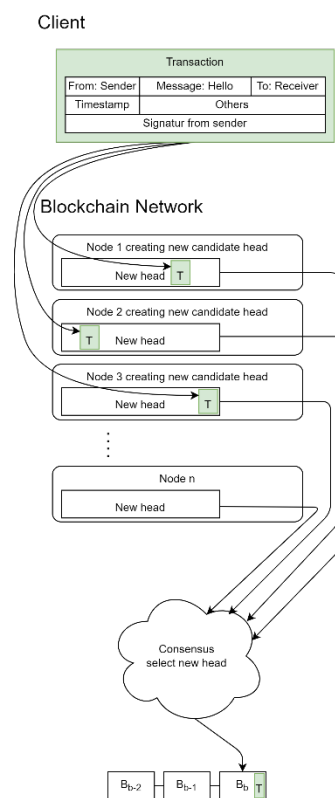 Client
Transaction
From: Sender Message: Hello To: Receiver
Timestamp Others
Signatur from sender
Blockchain Network
Node 1 creating new candidate head
New head T
Node 2 creating new candidate head
T New head
Node 3 creating new candidate head
New head T
Node n
New head
Consensus
select new head
Bb-2 Bb-1 Bb T